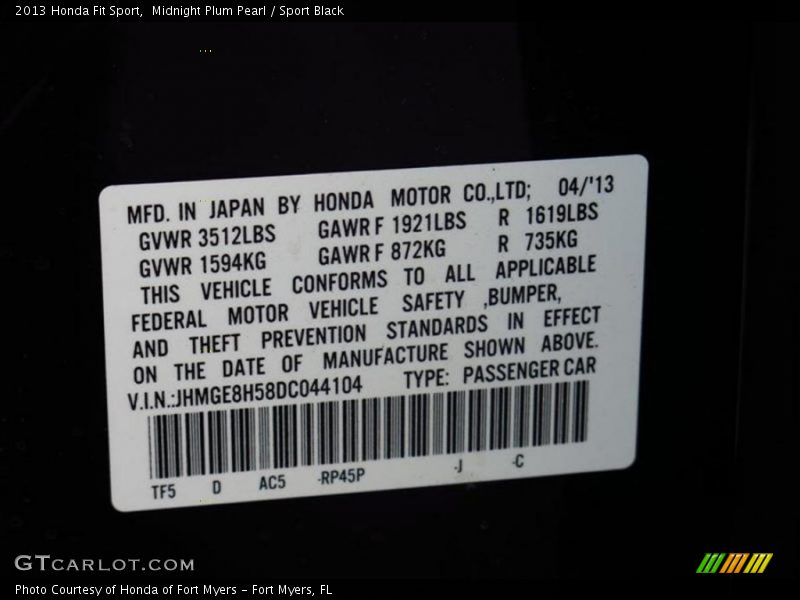 2013 Honda Fit Sport,  Midnight Plum Pearl / Sport Black
MFD. IN JAPAN BY HONDA MOTOR CO.,LTD; 04/'13
GVWR 3512LBS GAWR F 1921LBS R 1619LBS
GVWR 1594KG GAWR F 872KG R 735KG
THIS VEHICLE CONFORMS TO ALL APPLICABLE
FEDERAL MOTOR VEHICLE SAFETY ,BUMPER,
AND THEFT PREVENTION STANDARDS IN EFFECT
ON THE DATE OF MANUFACTURE SHOWN ABOVE.
V.I.N.:JHMGE8H58DC044104 TYPE: PASSENGER CAR
TF5 D AC5 -RP45P -J -C
GTCARLOT.COM
Photo Courtesy of Honda of Fort Myers – Fort Myers, FL